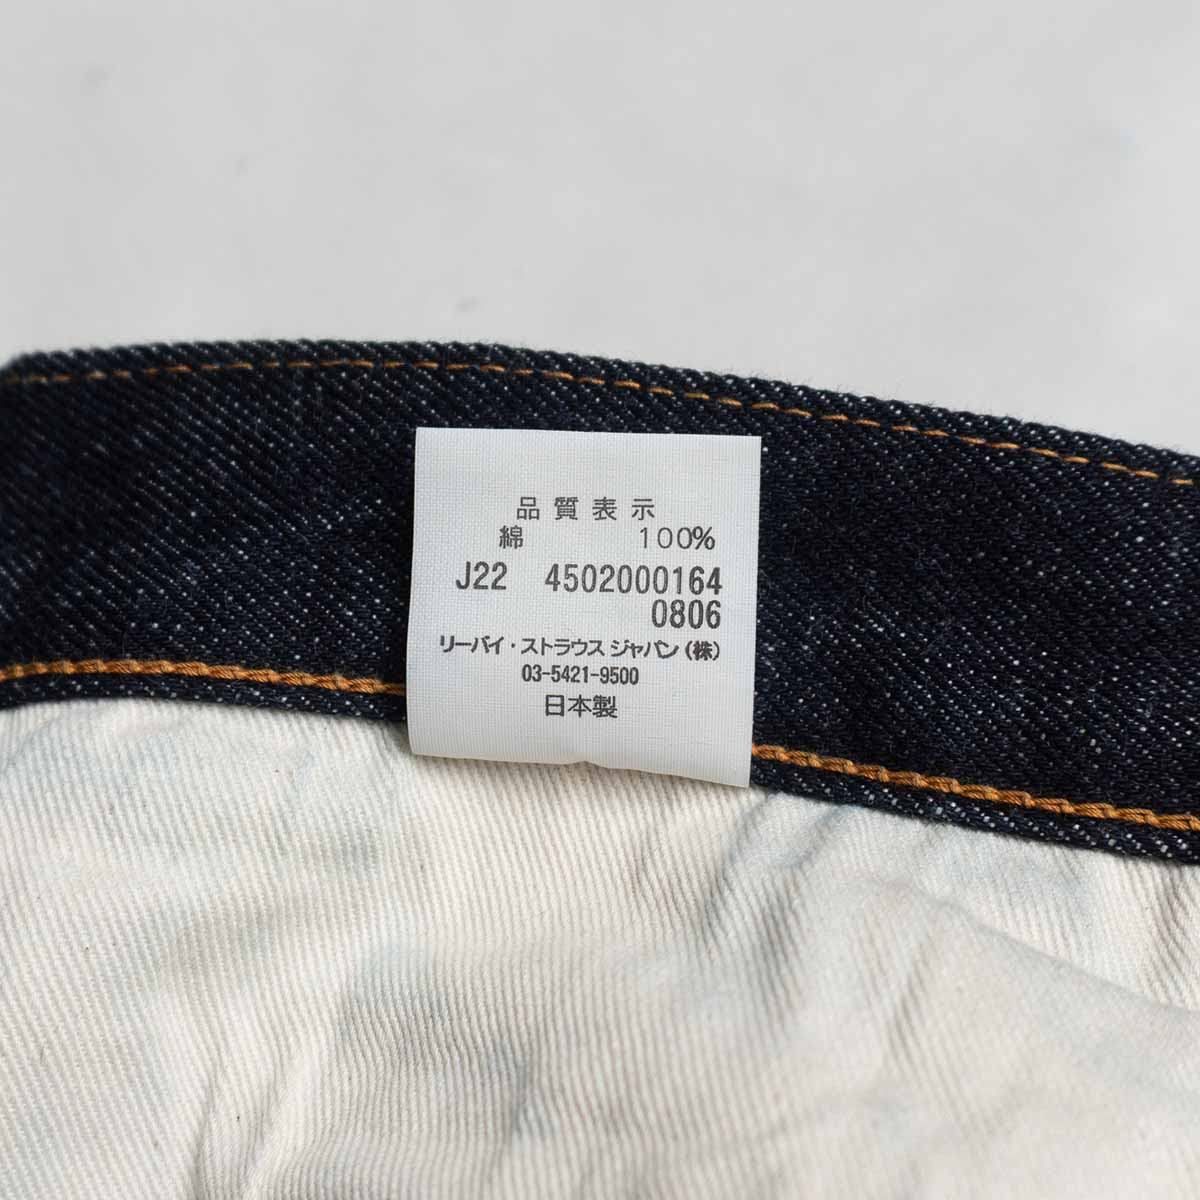 品質表示
綿 100%
J22 4502000164
0806
リーバイ・ストラウス ジャパン(株)
03-5421-9500
日本製